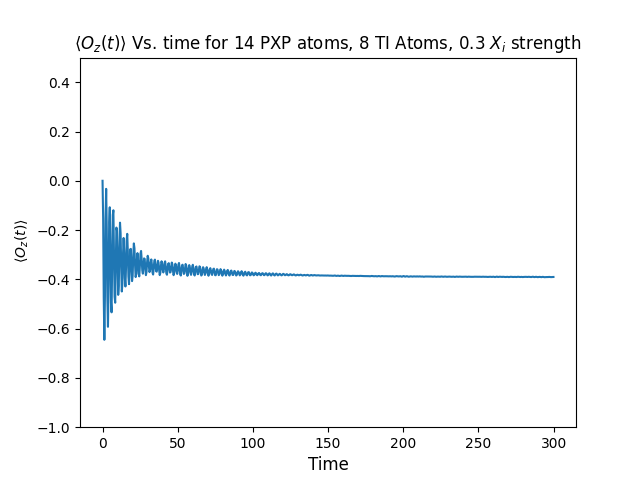 ⟨O_z(t)⟩ Vs. time for 14 PXP atoms, 8 TI Atoms, 0.3 X_i strength
0.4
0.2
0.0
−0.2
−0.4
−0.6
−0.8
−1.0
⟨O_z(t)⟩
0 50 100 150 200 250 300
Time